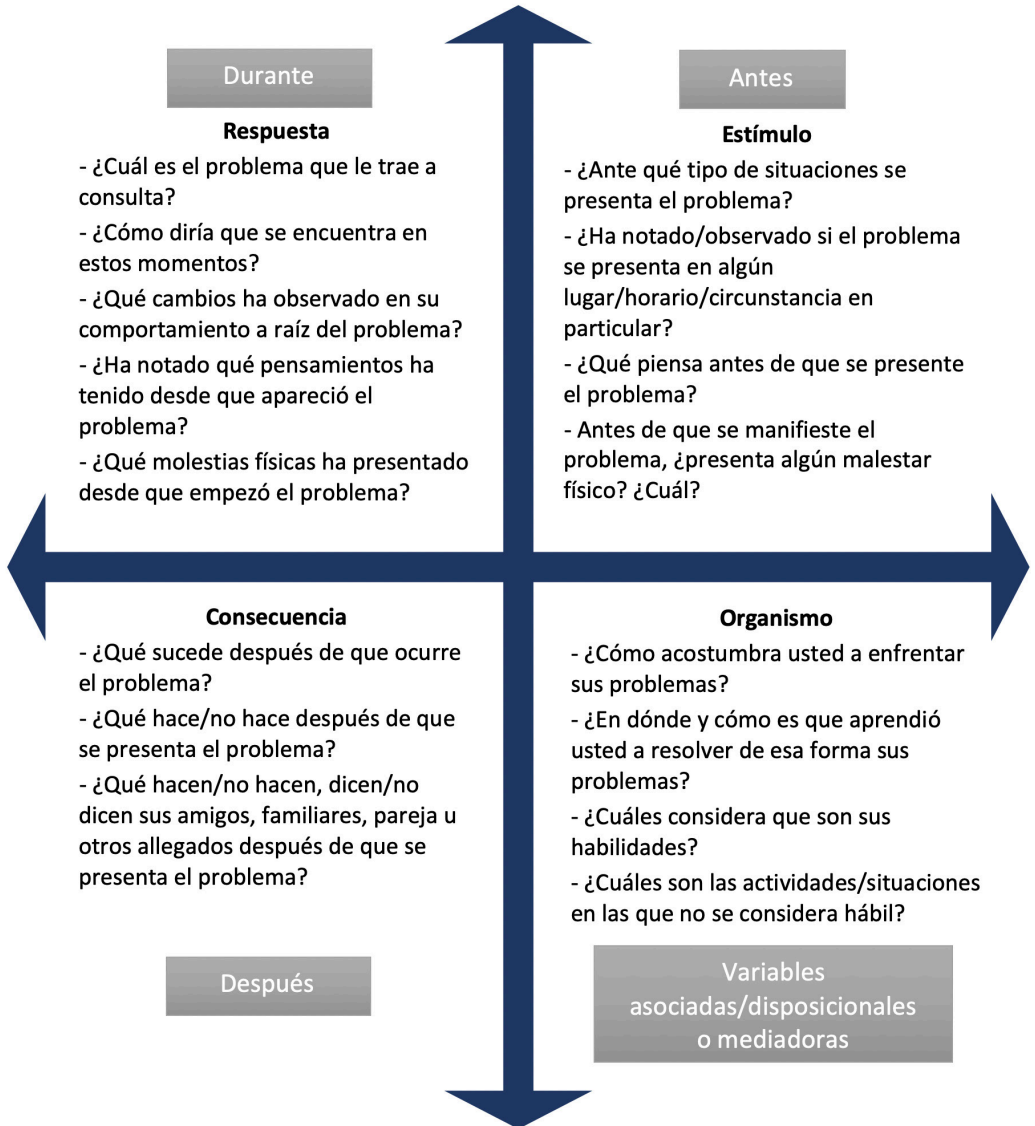 Durante
Respuesta
- ¿Cuál es el problema que le trae a
consulta?
- ¿Cómo diría que se encuentra en
estos momentos?
- ¿Qué cambios ha observado en su
comportamiento a raíz del problema?
- ¿Ha notado qué pensamientos ha
tenido desde que apareció el
problema?
- ¿Qué molestias físicas ha presentado
desde que empezó el problema?
Antes
Estímulo
- ¿Ante qué tipo de situaciones se
presenta el problema?
- ¿Ha notado/observado si el problema
se presenta en algún
lugar/horario/circunstancia en
particular?
- ¿Qué piensa antes de que se presente
el problema?
- Antes de que se manifieste el
problema, ¿presenta algún malestar
físico? ¿Cuál?
Consecuencia
- ¿Qué sucede después de que ocurre
el problema?
- ¿Qué hace/no hace después de que
se presenta el problema?
- ¿Qué hacen/no hacen, dicen/no
dicen sus amigos, familiares, pareja u
otros allegados después de que se
presenta el problema?
Después
Organismo
- ¿Cómo acostumbra usted a enfrentar
sus problemas?
- ¿En dónde y cómo es que aprendió
usted a resolver de esa forma sus
problemas?
- ¿Cuáles considera que son sus
habilidades?
- ¿Cuáles son las actividades/situaciones
en las que no se considera hábil?
Variables
asociadas/disposicionales
o mediadoras